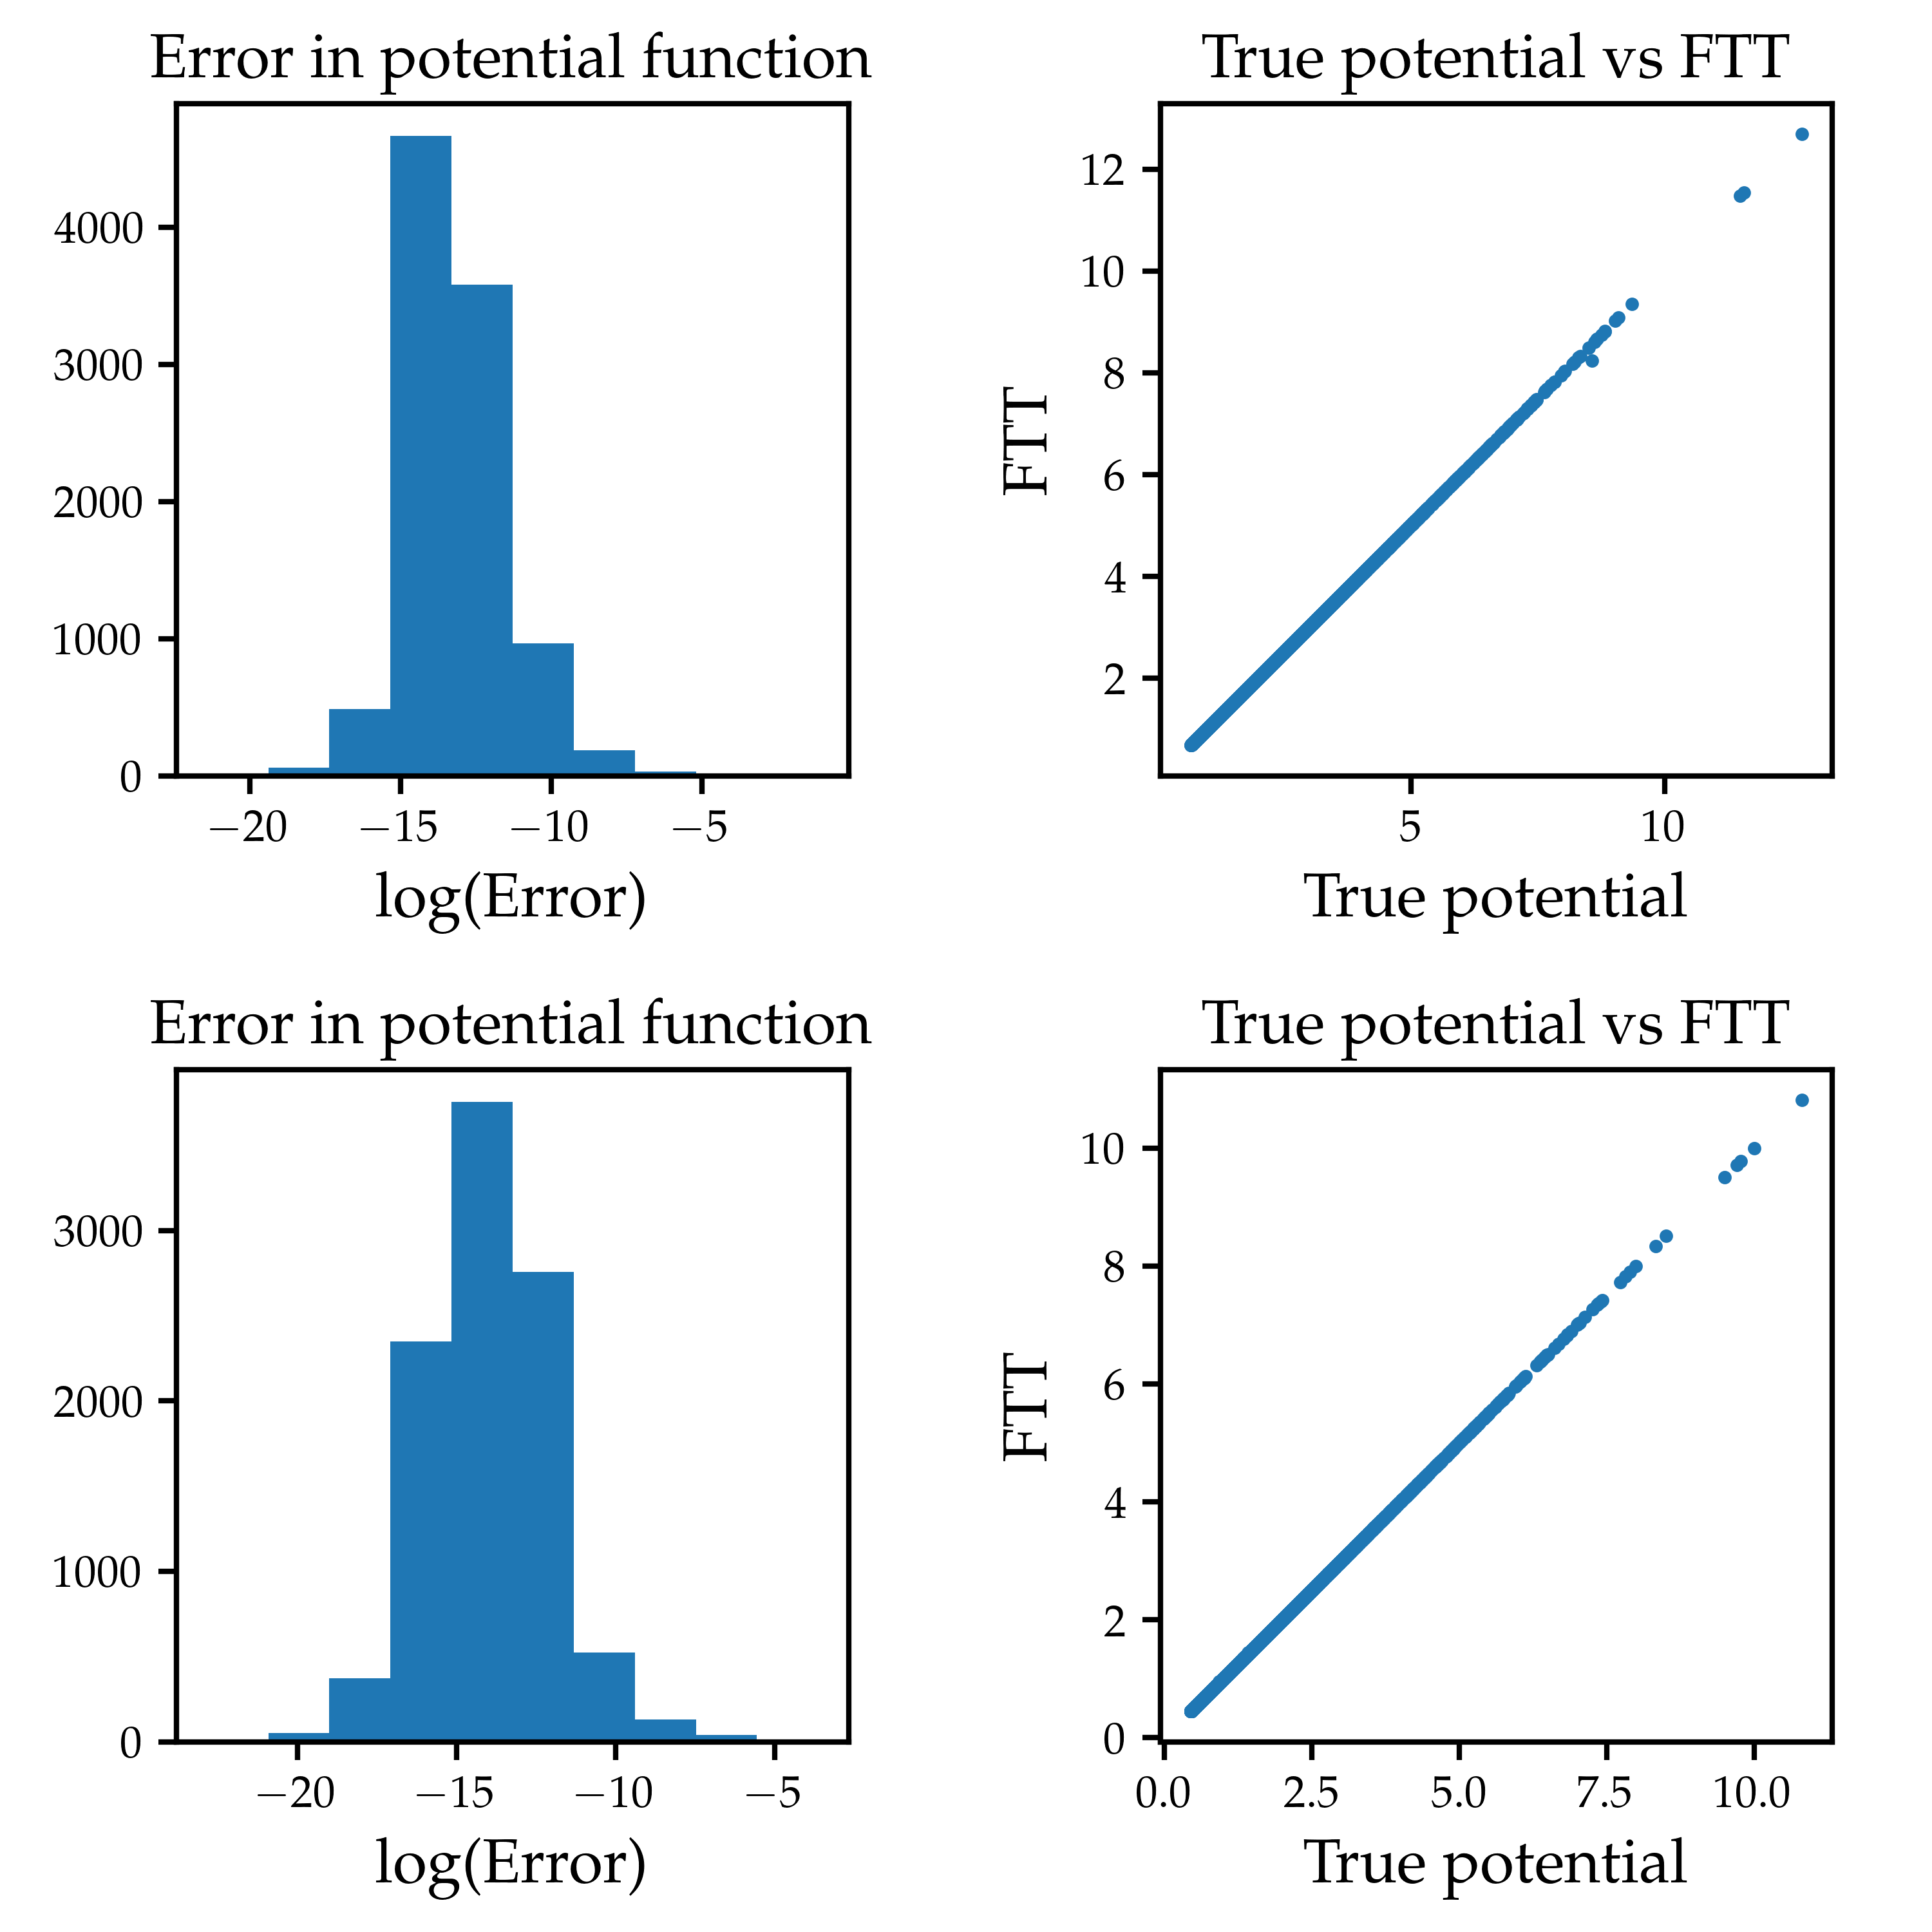 Error in potential function
4000
3000
2000
1000
0
−20 −15 −10 −5
log(Error)
True potential vs FTT
12
10
8
6
4
2
FTT
5 10
True potential
Error in potential function
3000
2000
1000
0
−20 −15 −10 −5
log(Error)
True potential vs FTT
10
8
6
4
2
0
FTT
0.0 2.5 5.0 7.5 10.0
True potential